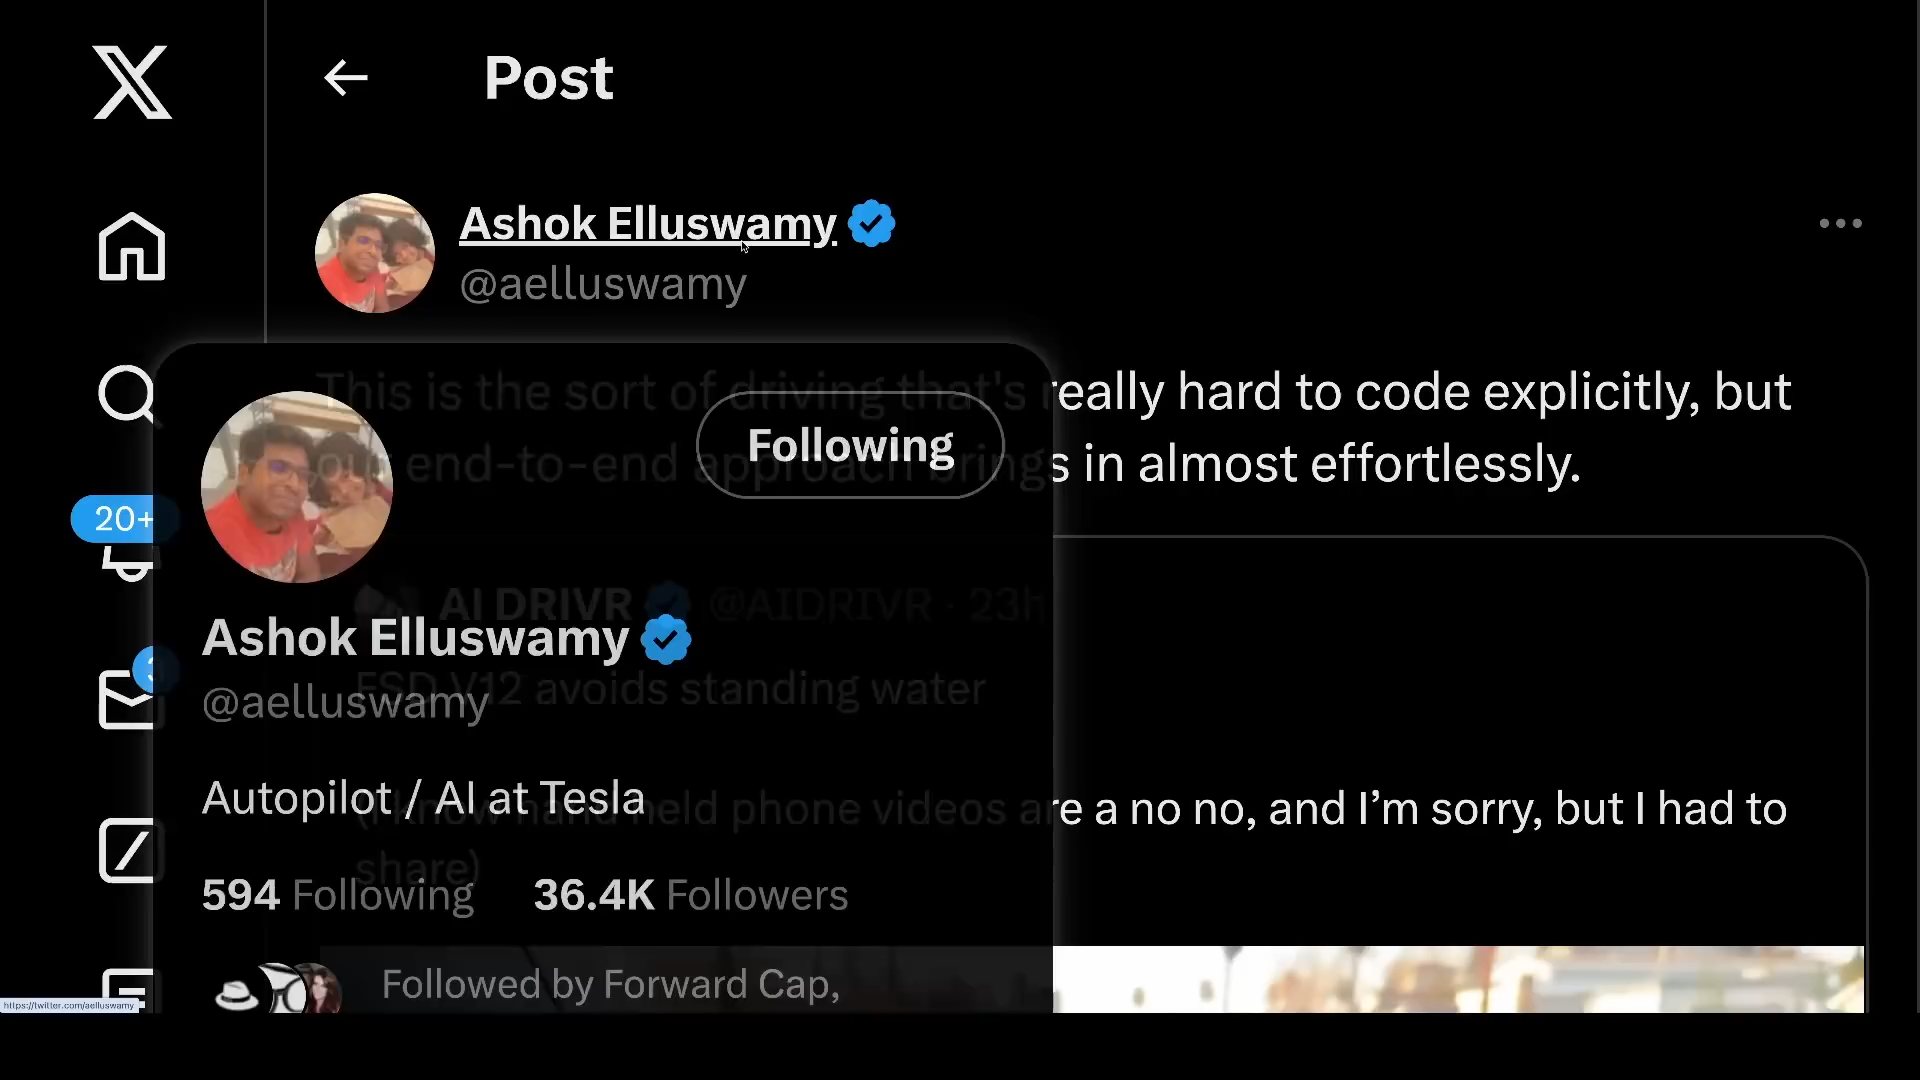 Post
Ashok Elluswamy
@aelluswamy
This is the sort of driving that's really hard to code explicitly, but
our end-to-end approach brings in almost effortlessly.
Following
20+
AI DRIVR @AIDRIVR · 23h
Ashok Elluswamy
3
FSD V12 avoids standing water
@aelluswamy
Autopilot / AI at Tesla
(I know hand held phone videos are a no no, and I’m sorry, but I had to
share)
594 Following 36.4K Followers
Followed by Forward Cap,
https://twitter.com/aelluswamy